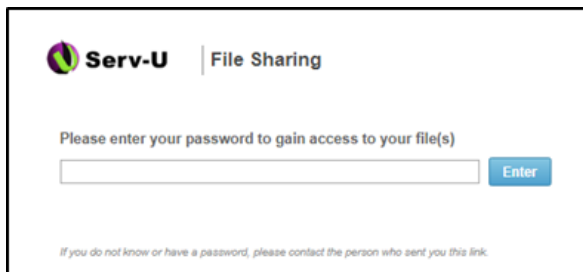 Serv-U File Sharing
Please enter your password to gain access to your file(s)
Enter
If you do not know or have a password, please contact the person who sent you this link.